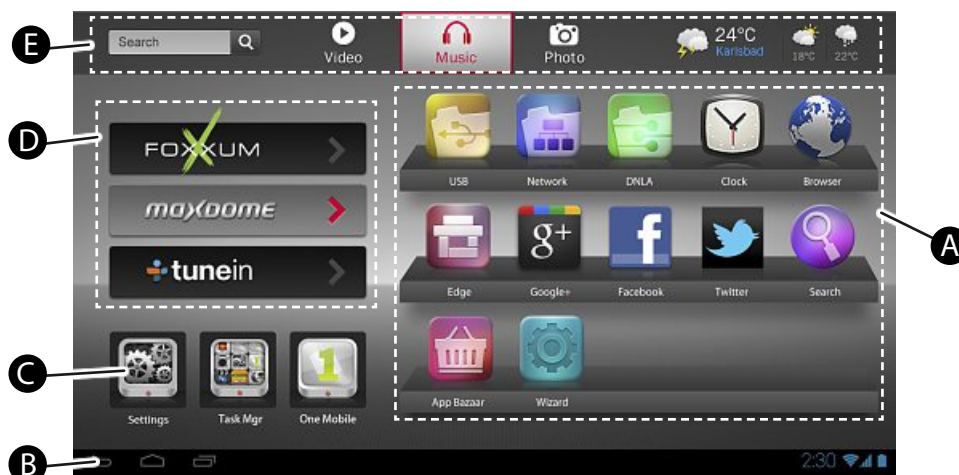 E
Search
Video
Music
Photo
24°C
Karlsbad
18°C
22°C
D
FOXXUM
maxdome
tunein
USB
Network
DNLA
Clock
Browser
A
g+
f
Edge
Google+
Facebook
Twitter
Search
C
1
Settings
Task Mgr
One Mobile
App Bazaar
Wizard
B
2:30